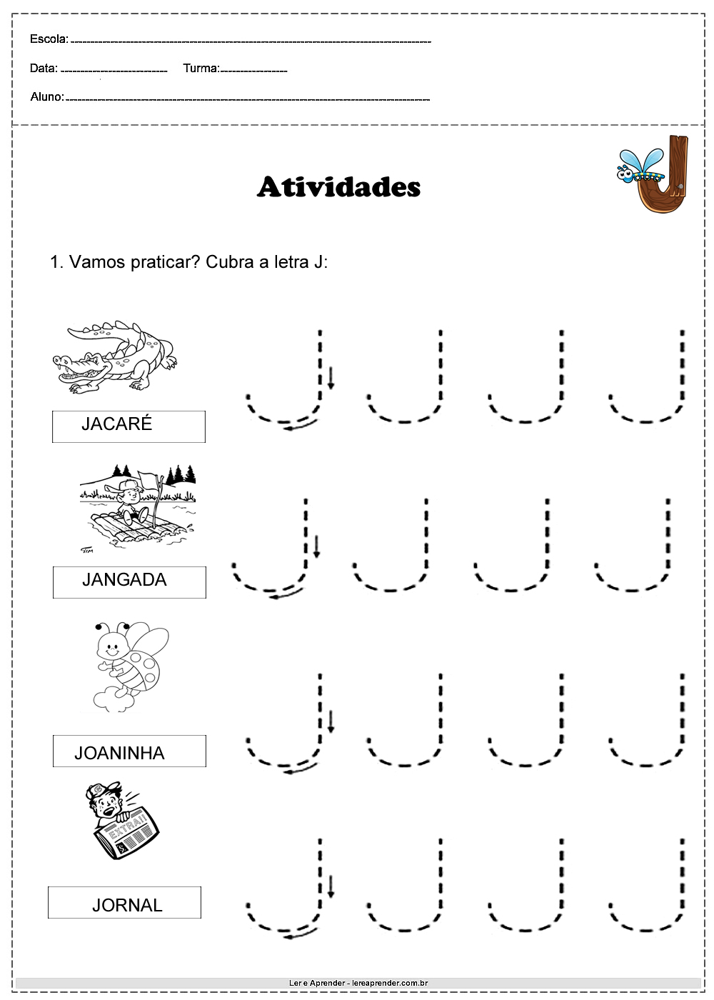 Escola:
Data: Turma:
Aluno:
J
Atividades
1. Vamos praticar? Cubra a letra J:
J J J J
JACARÉ
TIM
J J J J
JANGADA
J J J J
JOANINHA
EXTRA!!
J J J J
JORNAL
Ler e Aprender - lereaprender.com.br